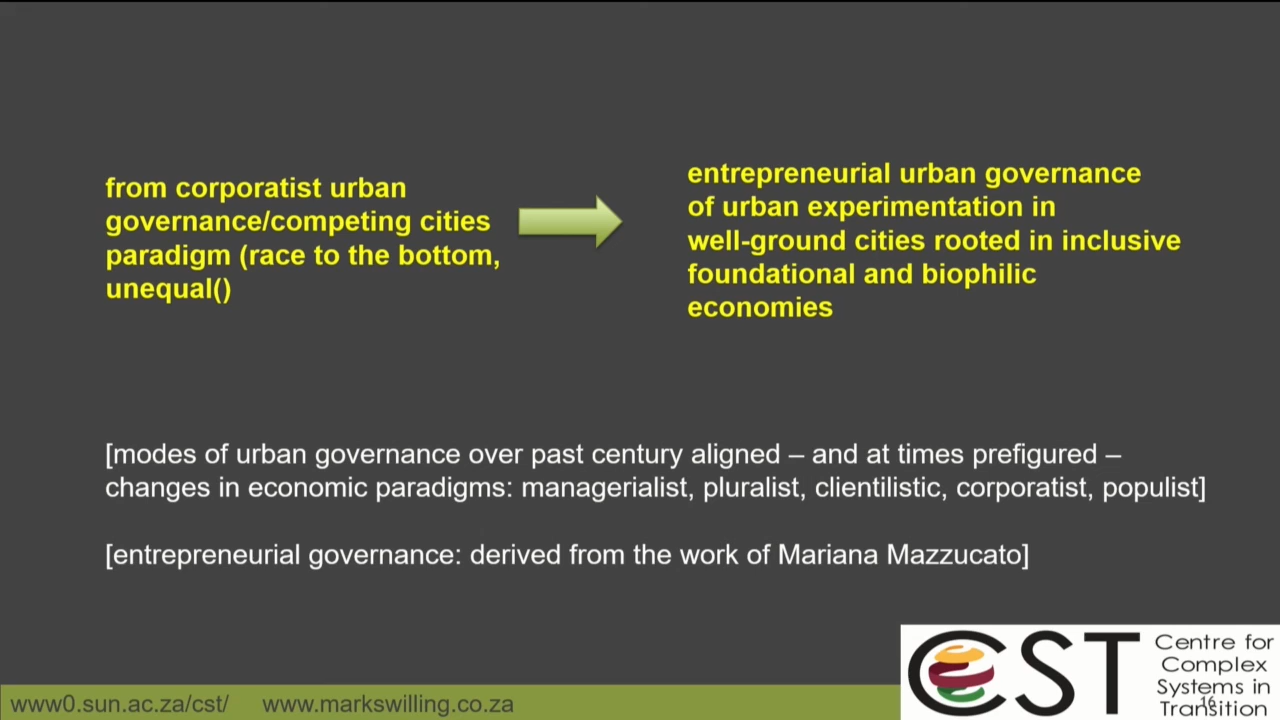 from corporatist urban
governance/competing cities
paradigm (race to the bottom,
unequal()
entrepreneurial urban governance
of urban experimentation in
well-ground cities rooted in inclusive
foundational and biophilic
economies
[modes of urban governance over past century aligned – and at times prefigured –
changes in economic paradigms: managerialist, pluralist, clientilistic, corporatist, populist]
[entrepreneurial governance: derived from the work of Mariana Mazzucato]
www0.sun.ac.za/cst/ www.markswilling.co.za
CST
Centre for
Complex
Systems in
Transition
16